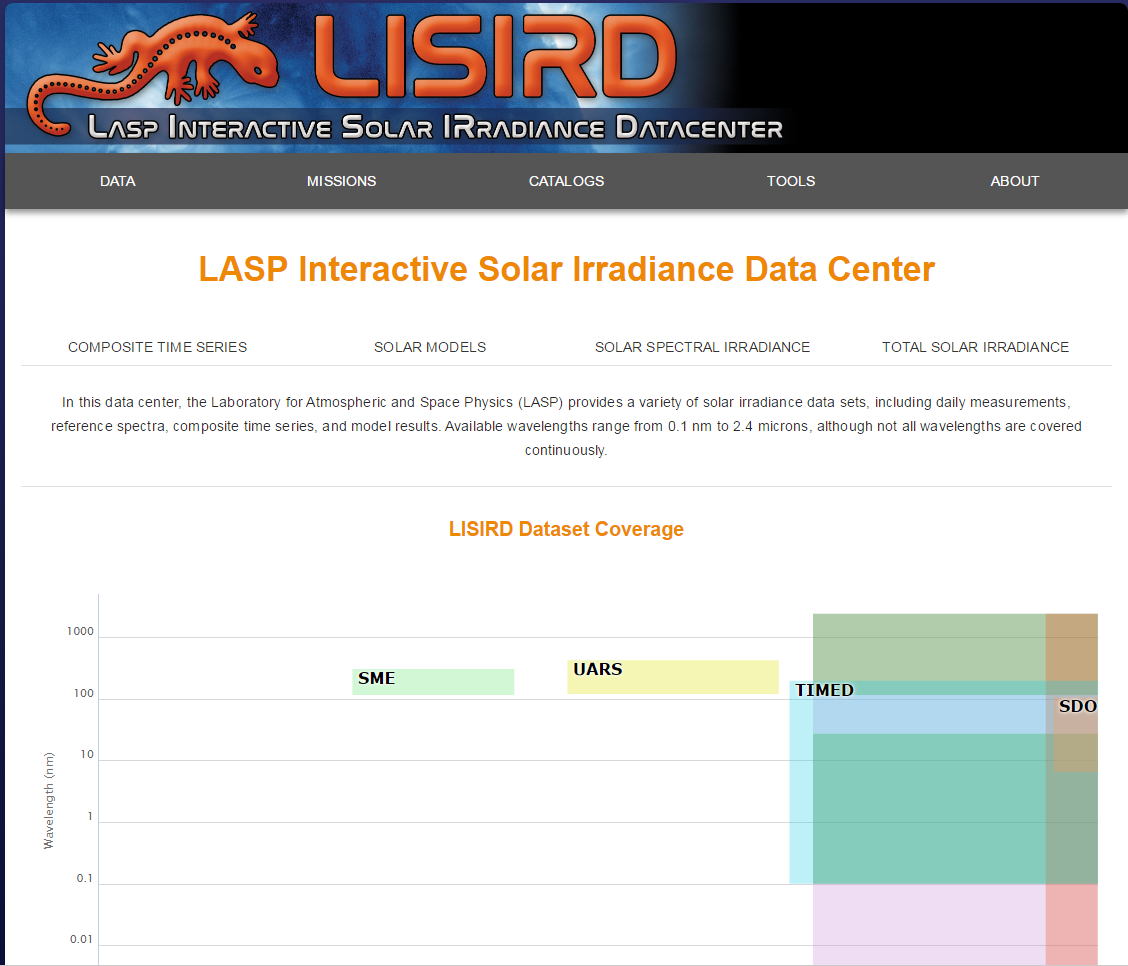 LISIRD
LASP INTERACTIVE SOLAR IRRADIANCE DATACENTER
DATA
MISSIONS
CATALOGS
TOOLS
ABOUT
LASP Interactive Solar Irradiance Data Center
COMPOSITE TIME SERIES
SOLAR MODELS
SOLAR SPECTRAL IRRADIANCE
TOTAL SOLAR IRRADIANCE
In this data center, the Laboratory for Atmospheric and Space Physics (LASP) provides a variety of solar irradiance data sets, including daily measurements,
reference spectra, composite time series, and model results. Available wavelengths range from 0.1 nm to 2.4 microns, although not all wavelengths are covered
continuously.
LISIRD Dataset Coverage
1000
SME
UARS
TIMED
100
SDO
10
Wavelength (nm)
1
0.1
0.01